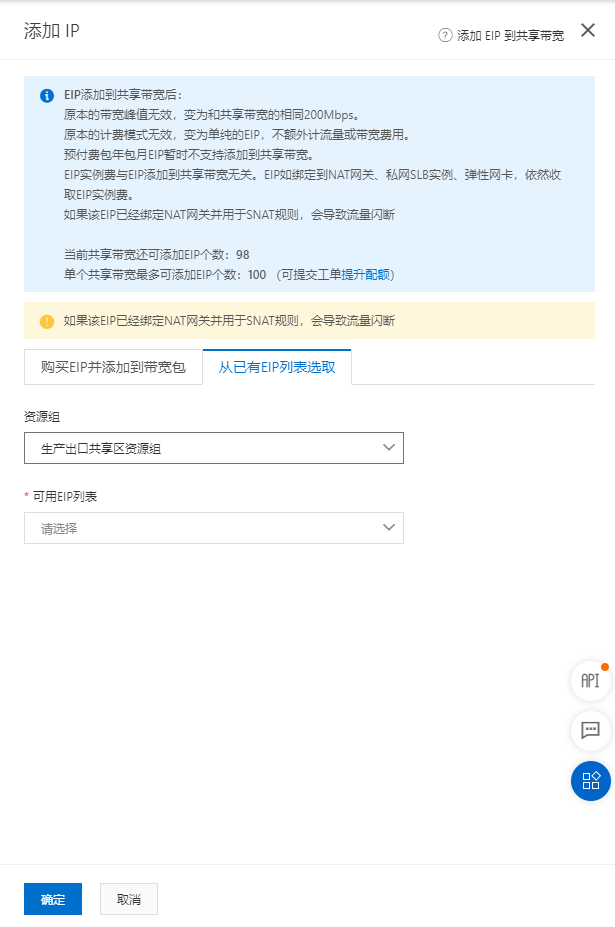 添加 IP
添加 EIP 到共享带宽
EIP添加到共享带宽后：
原本的带宽峰值无效，变为和共享带宽的相同200Mbps。
原本的计费模式无效，变为单纯的EIP，不额外计流量或带宽费用。
预付费包年包月EIP暂时不支持添加到共享带宽。
EIP实例费与EIP添加到共享带宽无关。EIP如绑定到NAT网关、私网SLB实例、弹性网卡，依然收
取EIP实例费。
如果该EIP已经绑定NAT网关并用于SNAT规则，会导致流量闪断
当前共享带宽还可添加EIP个数：98
单个共享带宽最多可添加EIP个数：100 （可提交工单提升配额）
如果该EIP已经绑定NAT网关并用于SNAT规则，会导致流量闪断
购买EIP并添加到带宽包
从已有EIP列表选取
资源组
生产出口共享区资源组
* 可用EIP列表
请选择
API
确定
取消